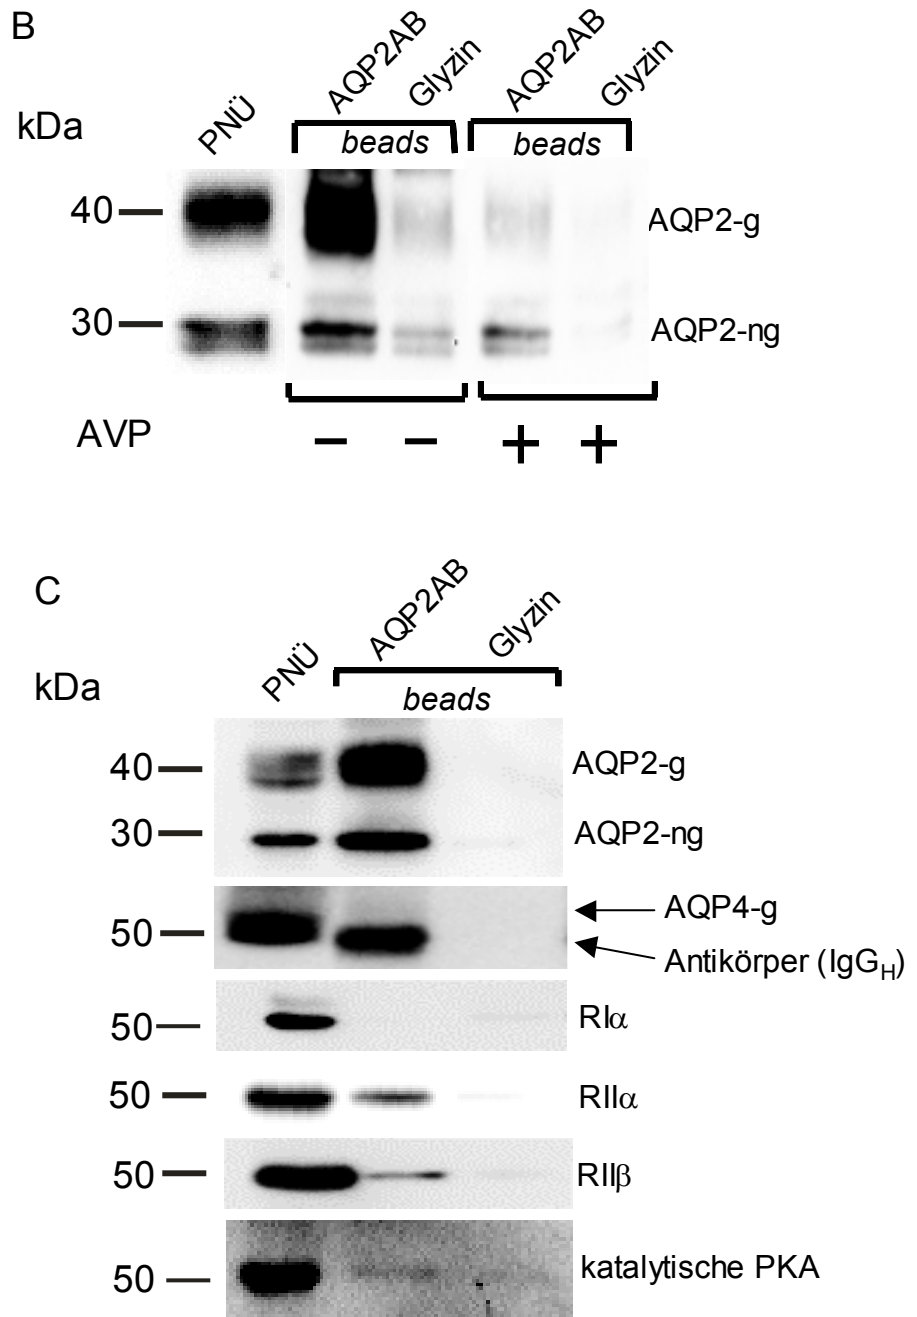 B
kDa
PNÜ
AQP2AB
Glyzin
AQP2AB
Glyzin
beads
beads
40
AQP2-g
30
AQP2-ng
AVP
− − + +
C
kDa
PNÜ
AQP2AB
Glyzin
beads
40
AQP2-g
30
AQP2-ng
AQP4-g
50
Antikörper (IgGH)
50
RIα
50
RIIα
50
RIIβ
50
katalytische PKA